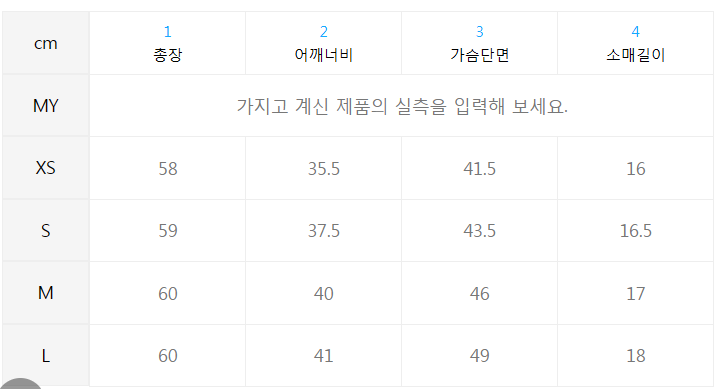 cm 1 2 3 4
총장 어깨너비 가슴단면 소매길이
MY 가지고 계신 제품의 실측을 입력해 보세요.
XS 58 35.5 41.5 16
S 59 37.5 43.5 16.5
M 60 40 46 17
L 60 41 49 18